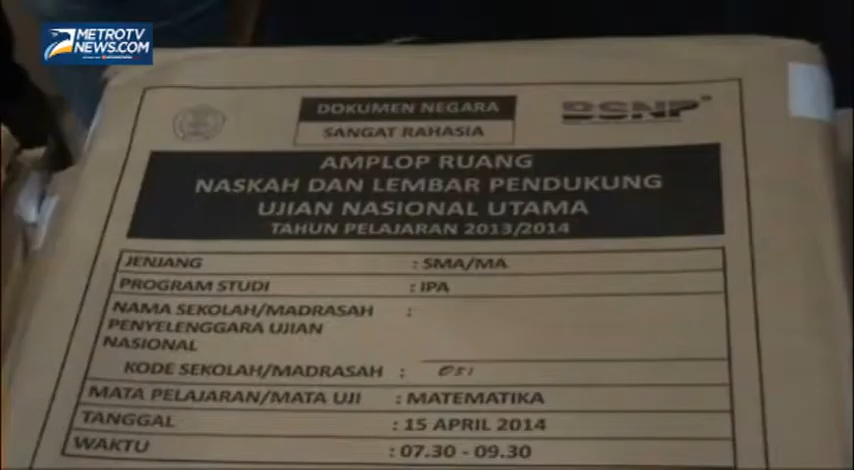 METROTV
NEWS.COM
DOKUMEN NEGARA
SANGAT RAHASIA
BSNP
AMPLOP RUANG
NASKAH DAN LEMBAR PENDUKUNG
UJIAN NASIONAL UTAMA
TAHUN PELAJARAN 2013/2014
JENJANG : SMA/MA
PROGRAM STUDI : IPA
NAMA SEKOLAH/MADRASAH :
PENYELENGGARA UJIAN
NASIONAL
KODE SEKOLAH/MADRASAH : 051
MATA PELAJARAN/MATA UJI : MATEMATIKA
TANGGAL : 15 APRIL 2014
WAKTU : 07.30 - 09.30